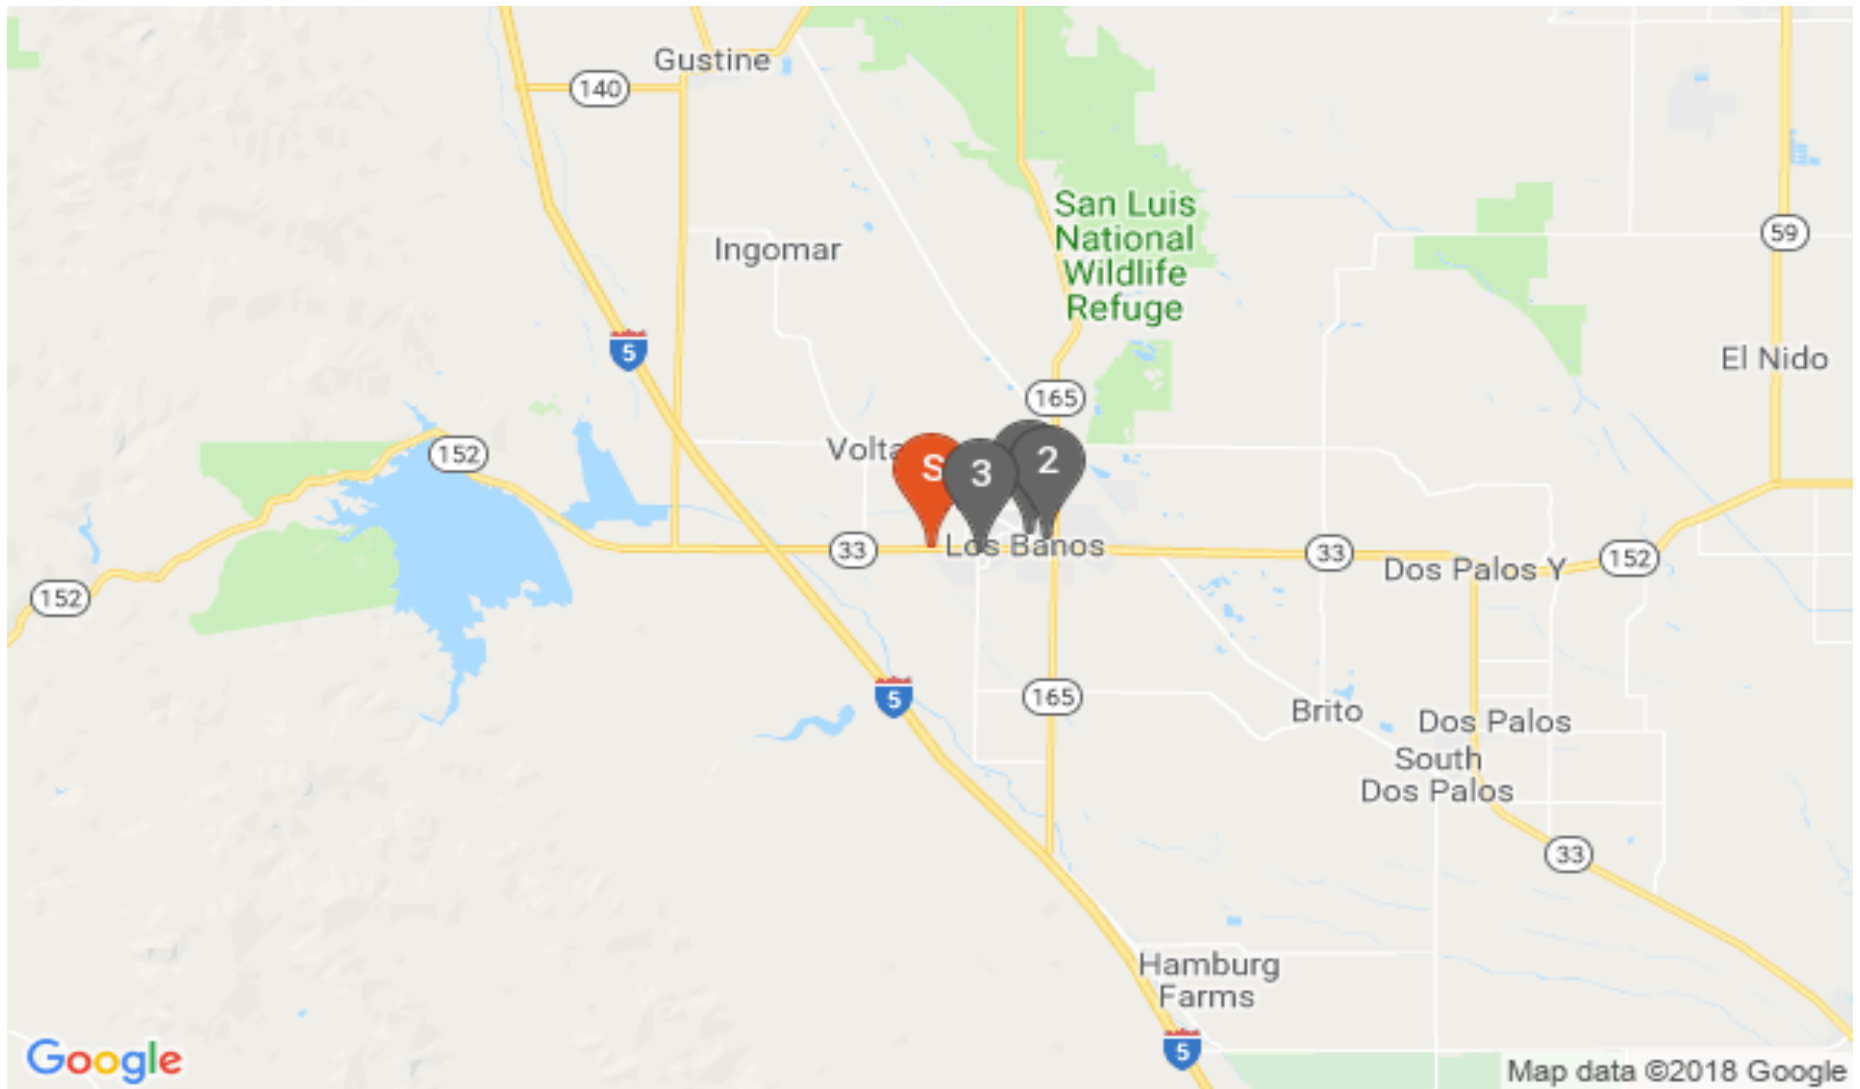 Gustine
140
San Luis
National
Wildlife
Refuge
59
Ingomar
5
El Nido
165
Volta
152
S
3
2
33
Los Banos
33
Dos Palos Y
152
152
5
165
Brito
Dos Palos
South
Dos Palos
33
Hamburg
Farms
5
Google
Map data ©2018 Google